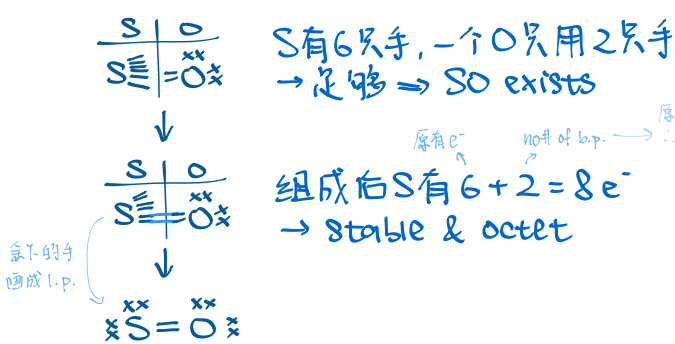 S O
S≡ =O
S有6只手,一个O只用2只手
→足够 ⇒ SO exists
原有e⁻
no# of b.p. → 原
∴
S O
S≡ =O
组成后S有6+2=8e⁻
→ stable & octet
余下的手
画成l.p.
S=O